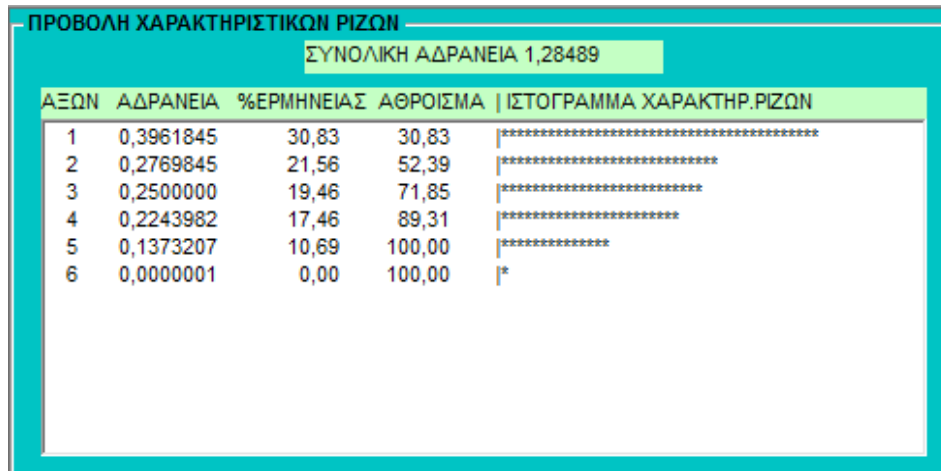 ΠΡΟΒΟΛΗ ΧΑΡΑΚΤΗΡΙΣΤΙΚΩΝ ΡΙΖΩΝ
ΣΥΝΟΛΙΚΗ ΑΔΡΑΝΕΙΑ 1,28489
ΑΞΩΝ ΑΔΡΑΝΕΙΑ %ΕΡΜΗΝΕΙΑΣ ΑΘΡΟΙΣΜΑ | ΙΣΤΟΓΡΑΜΜΑ ΧΑΡΑΚΤΗΡ.ΡΙΖΩΝ
1 0,3961845 30,83 30,83 |*****************************************
2 0,2769845 21,56 52,39 |****************************
3 0,2500000 19,46 71,85 |**************************
4 0,2243982 17,46 89,31 |***********************
5 0,1373207 10,69 100,00 |**************
6 0,0000001 0,00 100,00 |*